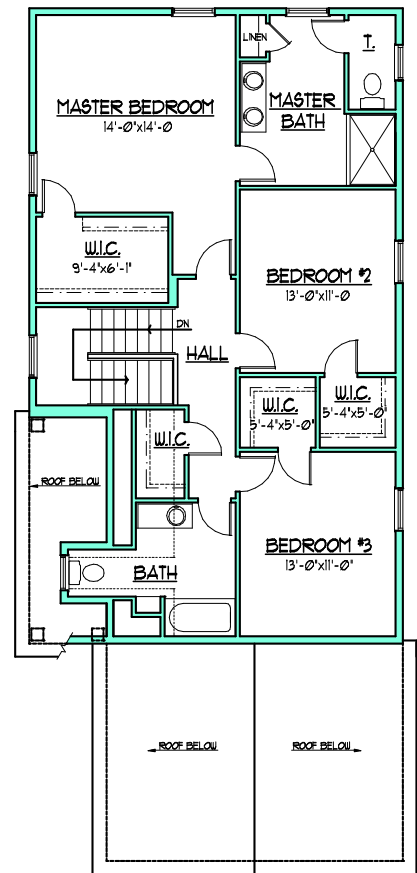 LINEN
T.
MASTER BEDROOM
14'-0"x14'-0
MASTER
BATH
W.I.C.
9'-4"x6'-1"
BEDROOM #2
13'-0"x11'-0
DN
HALL
W.I.C.
5'-4"x5'-0"
W.I.C.
5'-4"x5'-0"
W.I.C.
ROOF BELOW
BEDROOM #3
13'-0"x11'-0"
BATH
ROOF BELOW
ROOF BELOW